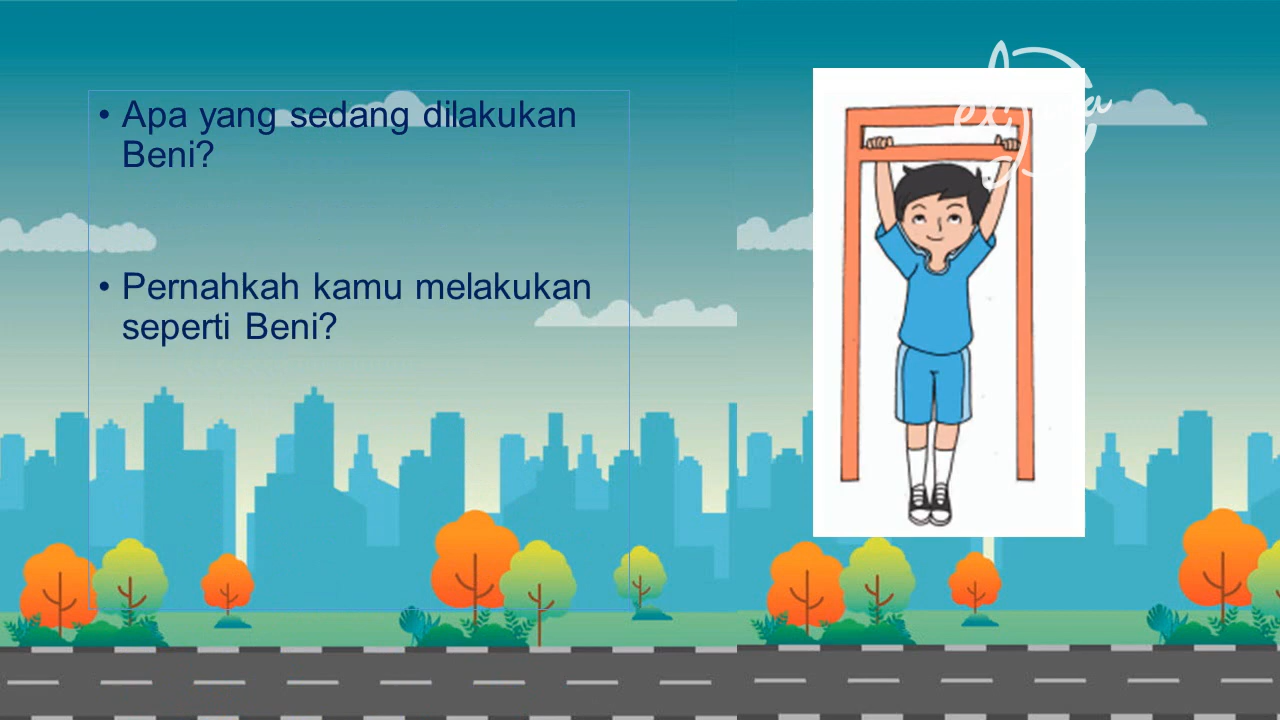 • Apa yang sedang dilakukan
Beni?
• Pernahkah kamu melakukan
seperti Beni?